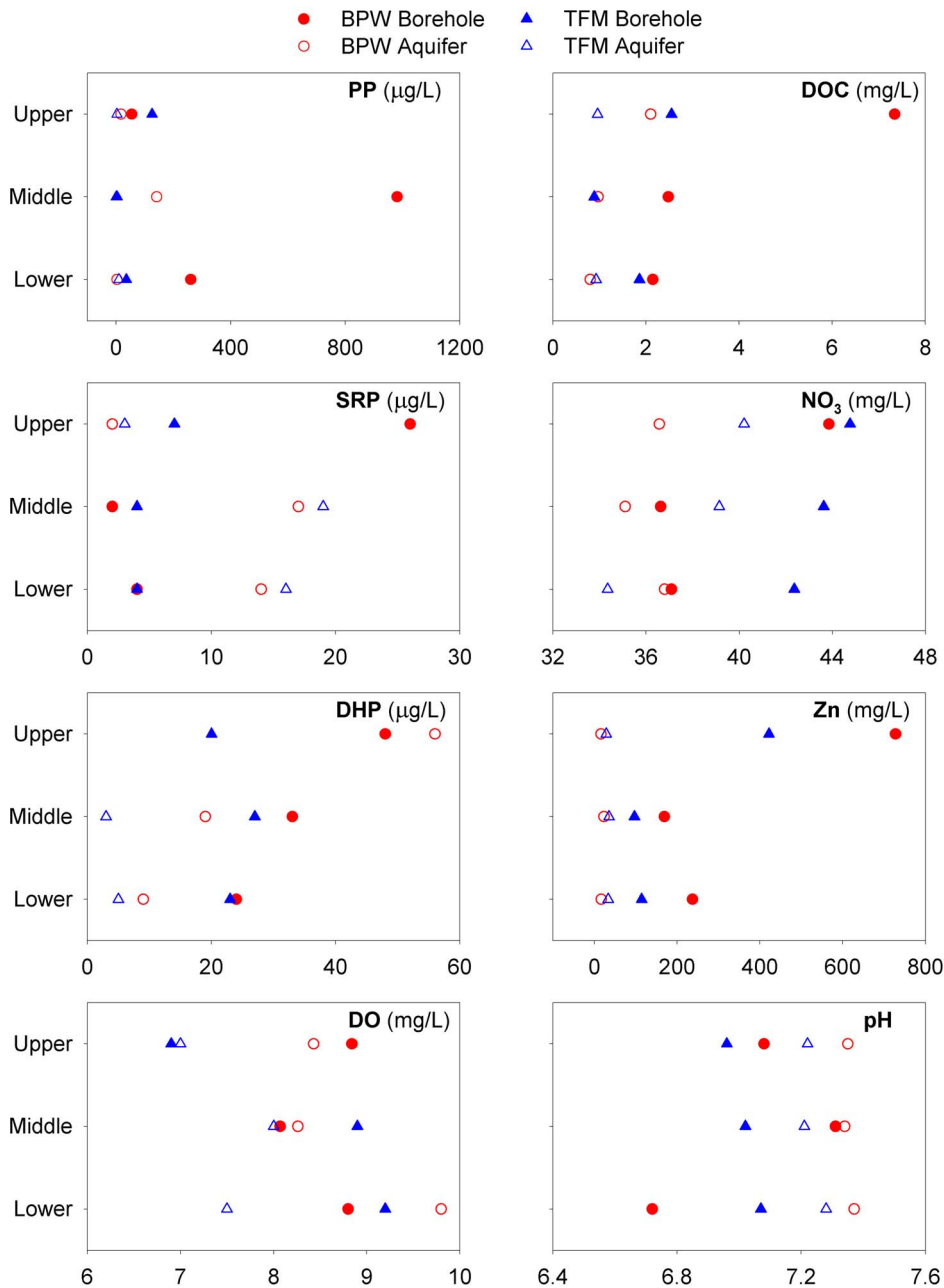 BPW Borehole TFM Borehole
BPW Aquifer TFM Aquifer
PP (μg/L) DOC (mg/L)
Upper
Middle
Lower
0 400 800 1200 0 2 4 6 8
SRP (μg/L) NO3 (mg/L)
Upper
Middle
Lower
0 10 20 30 32 36 40 44 48
DHP (μg/L) Zn (mg/L)
Upper
Middle
Lower
0 20 40 60 0 200 400 600 800
DO (mg/L) pH
Upper
Middle
Lower
6 7 8 9 10 6.4 6.8 7.2 7.6